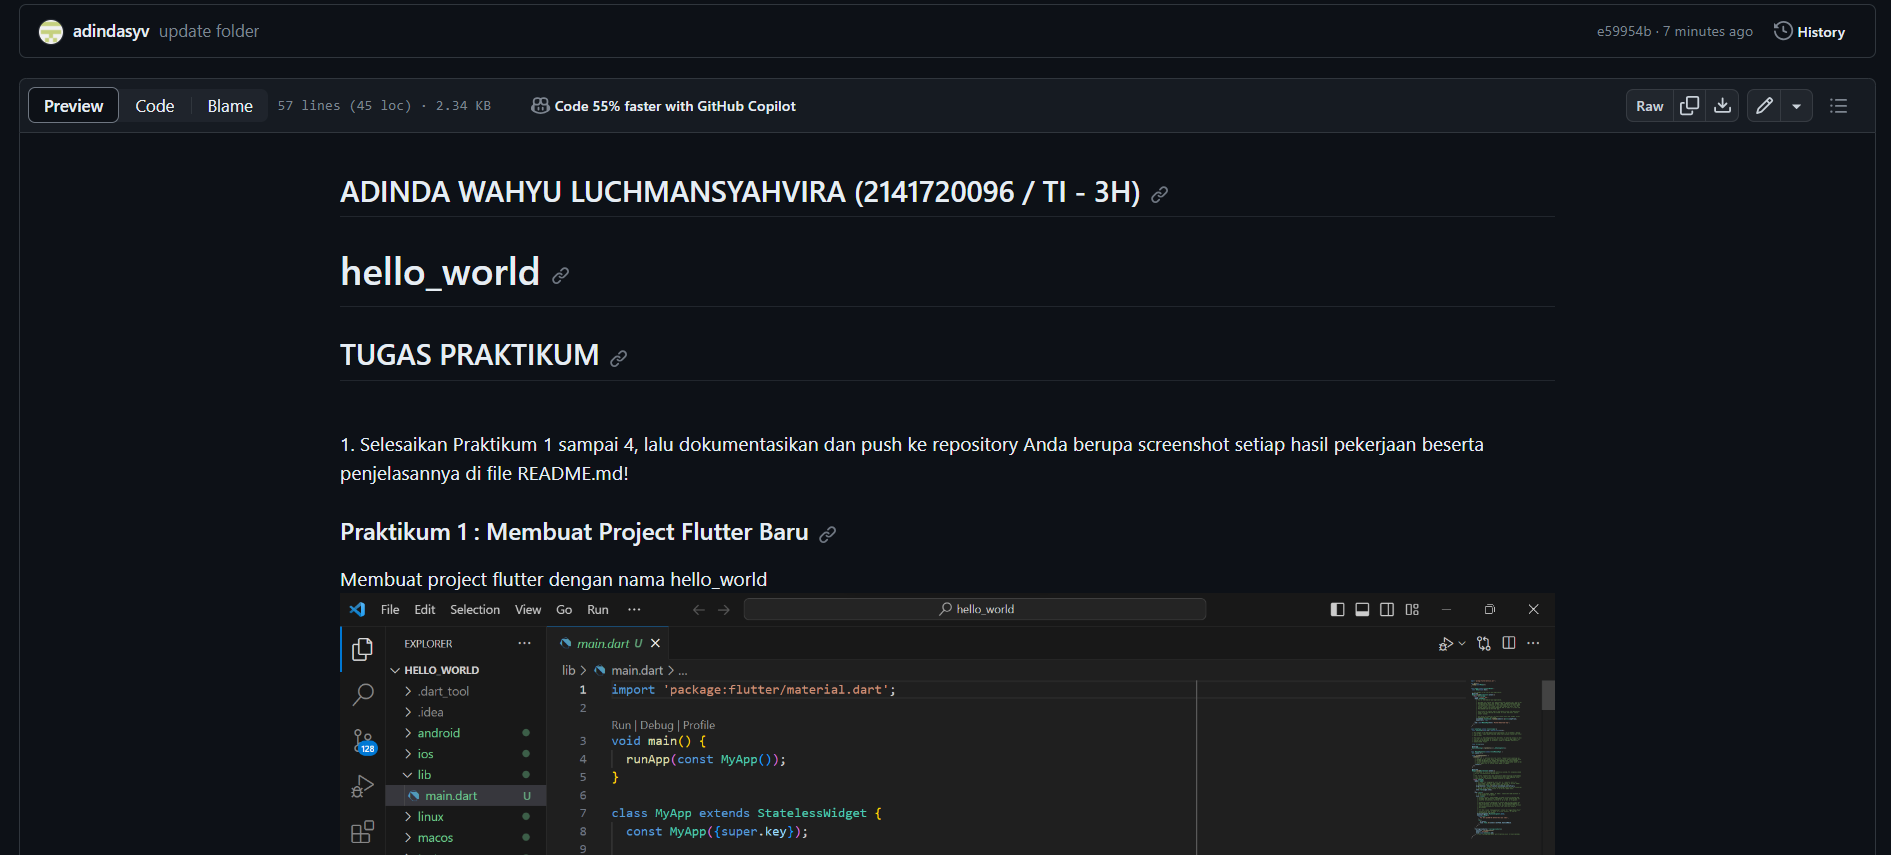 adindasyv update folder
e59954b · 7 minutes ago History
Preview Code Blame 57 lines (45 loc) · 2.34 KB Code 55% faster with GitHub Copilot Raw
ADINDA WAHYU LUCHMANSYAHVIRA (2141720096 / TI - 3H)
hello_world
TUGAS PRAKTIKUM
1. Selesaikan Praktikum 1 sampai 4, lalu dokumentasikan dan push ke repository Anda berupa screenshot setiap hasil pekerjaan beserta
penjelasannya di file README.md!
Praktikum 1 : Membuat Project Flutter Baru
Membuat project flutter dengan nama hello_world
File Edit Selection View Go Run ··· hello_world
EXPLORER ···
HELLO_WORLD
.dart_tool
.idea
android
ios
lib
main.dart U
linux
macos
128
main.dart U
lib > main.dart > ...
1 import 'package:flutter/material.dart';
2
Run | Debug | Profile
3 void main() {
4 runApp(const MyApp());
5 }
6
7 class MyApp extends StatelessWidget {
8 const MyApp({super.key});
9